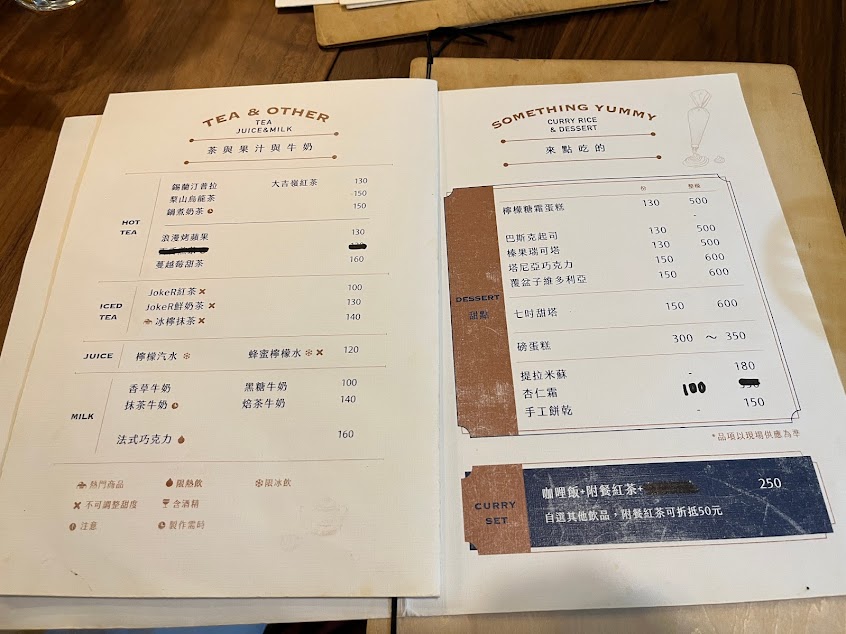 TEA & OTHER
TEA
JUICE&MILK
茶與果汁與牛奶
HOT
TEA
錫蘭汀普拉 大吉嶺紅茶 130
梨山烏龍茶 150
鍋煮奶茶 150
浪漫烤蘋果 130
蔓越莓甜茶 160
ICED
TEA
JokeR紅茶 100
JokeR鮮奶茶 130
冰檸抹茶 140
JUICE
檸檬汽水 蜂蜜檸檬水 120
MILK
香草牛奶 黑糖牛奶 100
抹茶牛奶 焙茶牛奶 140
法式巧克力 160
熱門商品 限熱飲 限冰飲
不可調整甜度 含酒精
注意 製作需時
SOMETHING YUMMY
CURRY RICE
& DESSERT
來點吃的
DESSERT
甜點
份 整模
檸檬糖霜蛋糕 130 500
-
巴斯克起司 130 500
榛果瑞可塔 130 500
塔尼亞巧克力 150 600
覆盆子維多利亞 150 600
七吋甜塔 150 600
磅蛋糕 300 ～ 350
提拉米蘇 - 180
杏仁霜 100
手工餅乾 - 150
*品項以現場供應為準
CURRY
SET
咖哩飯+附餐紅茶+ 250
自選其他飲品，附餐紅茶可折抵50元